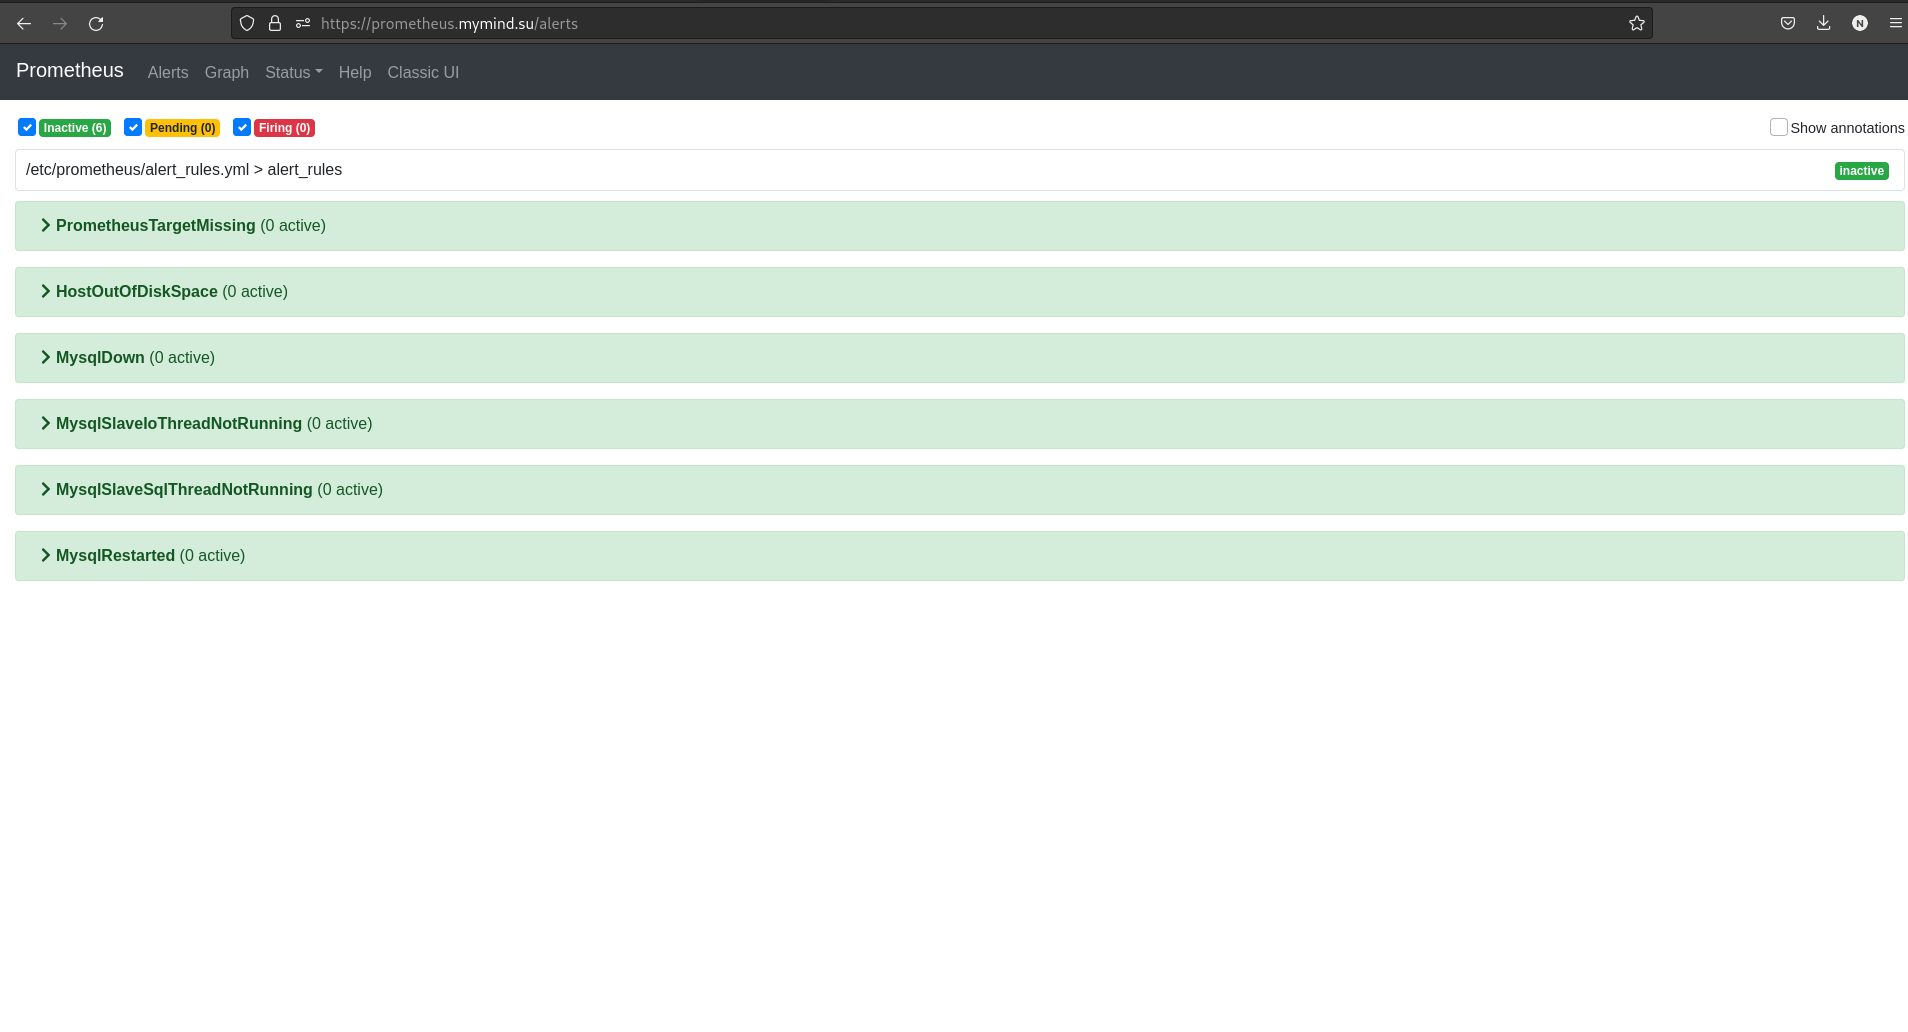 https://prometheus.mymind.su/alerts
N
Prometheus Alerts Graph Status Help Classic UI
Inactive (6) Pending (0) Firing (0) Show annotations
/etc/prometheus/alert_rules.yml > alert_rules inactive
PrometheusTargetMissing (0 active)
HostOutOfDiskSpace (0 active)
MysqlDown (0 active)
MysqlSlaveIoThreadNotRunning (0 active)
MysqlSlaveSqlThreadNotRunning (0 active)
MysqlRestarted (0 active)